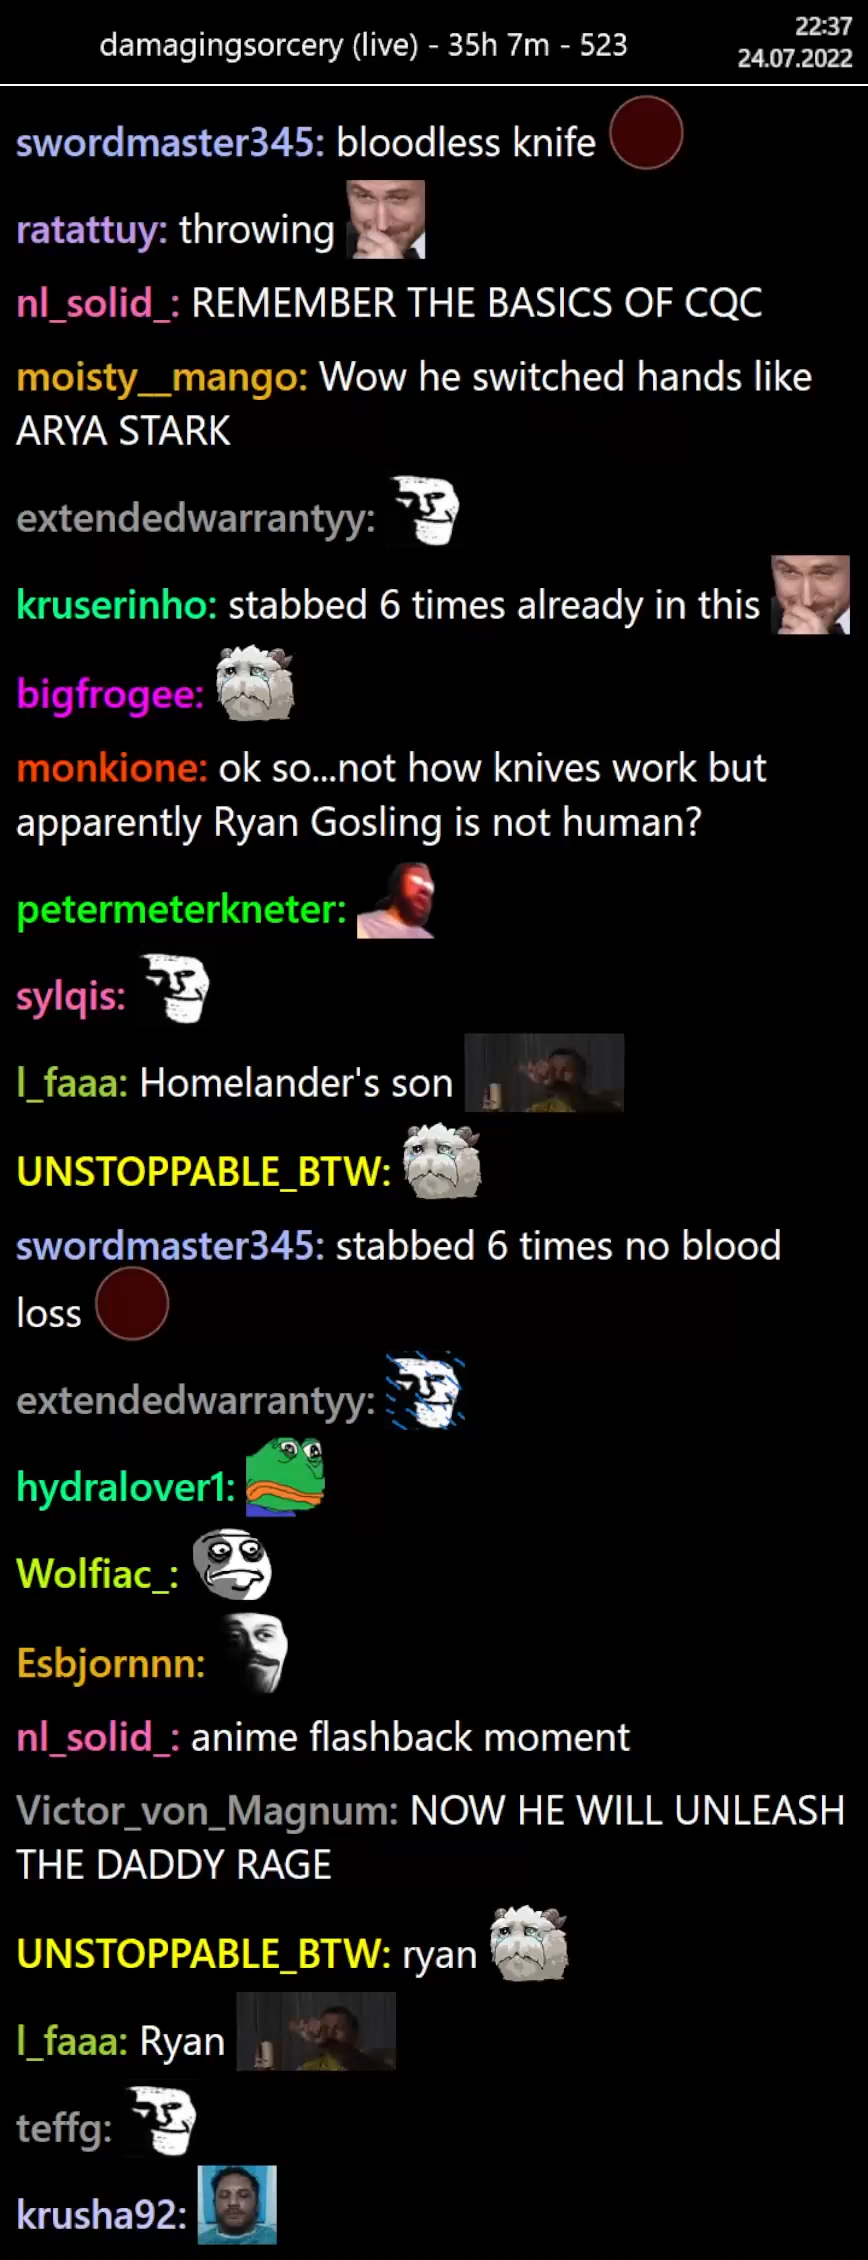 damagingsorcery (live) - 35h 7m - 523
22:37
24.07.2022
swordmaster345: bloodless knife
ratattuy: throwing
nl_solid_: REMEMBER THE BASICS OF CQC
moisty__mango: Wow he switched hands like
ARYA STARK
extendedwarrantyy:
kruserinho: stabbed 6 times already in this
bigfrogee:
monkione: ok so...not how knives work but
apparently Ryan Gosling is not human?
petermeterkneter:
sylqis:
l_faaa: Homelander's son
UNSTOPPABLE_BTW:
swordmaster345: stabbed 6 times no blood
loss
extendedwarrantyy:
hydralover1:
Wolfiac_:
Esbjornnn:
nl_solid_: anime flashback moment
Victor_von_Magnum: NOW HE WILL UNLEASH
THE DADDY RAGE
UNSTOPPABLE_BTW: ryan
l_faaa: Ryan
teffg:
krusha92: